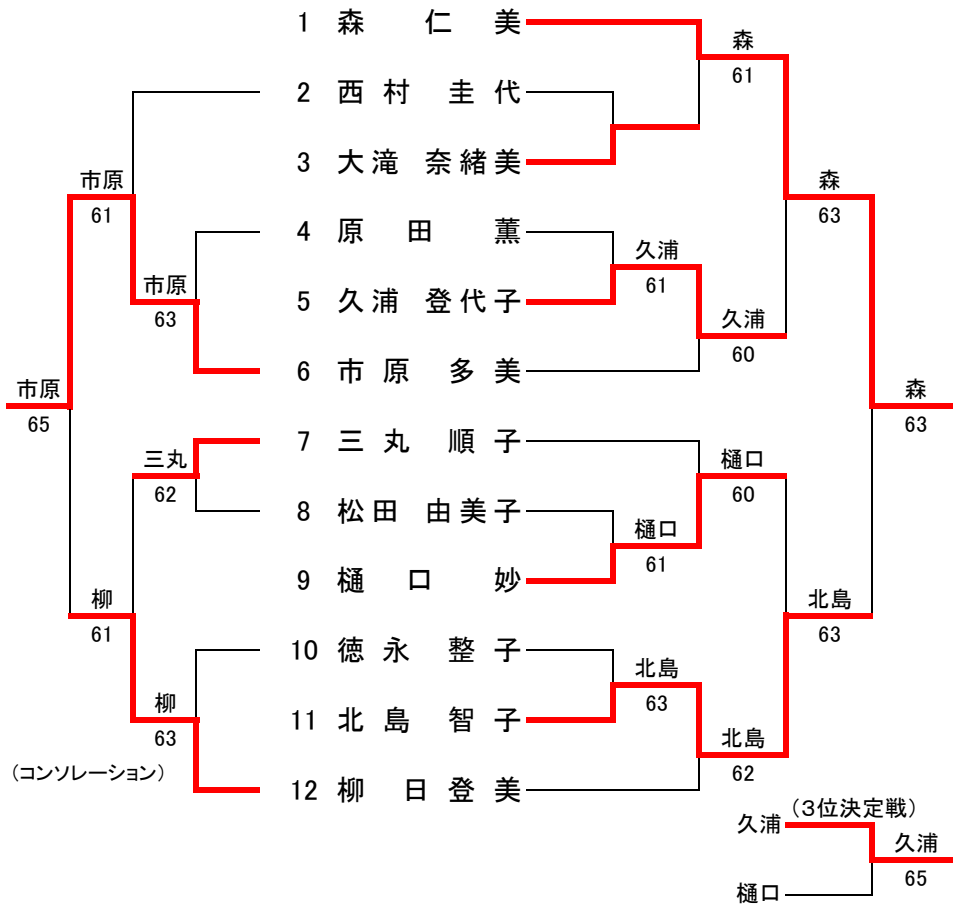 1 森 仁 美
森
61
2 西村 圭代
3 大滝 奈緒美
市原
61
森
63
4 原 田 薫
久浦
61
5 久浦 登代子
市原
63
久浦
60
6 市原 多美
市原
65
森
63
7 三丸 順子
三丸
62
樋口
60
8 松田 由美子
樋口
61
9 樋口 妙
柳
61
北島
63
10 徳永 整子
北島
63
11 北島 智子
柳
63
北島
62
(コンソレーション)
12 柳 日登美
(3位決定戦)
久浦
久浦
65
樋口